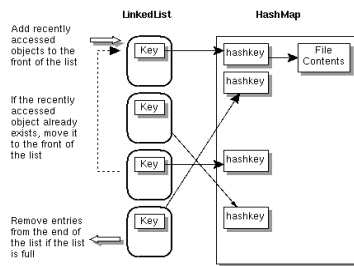 LinkedList
HashMap
Add recently
accessed
objects to the
front of the list
Key
hashkey
File
Contents
hashkey
If the recently
accessed
object already
exists, move it
to the front of
the list
Key
Key
hashkey
Remove entries
from the end of
the list if the list
is full
Key
hashkey